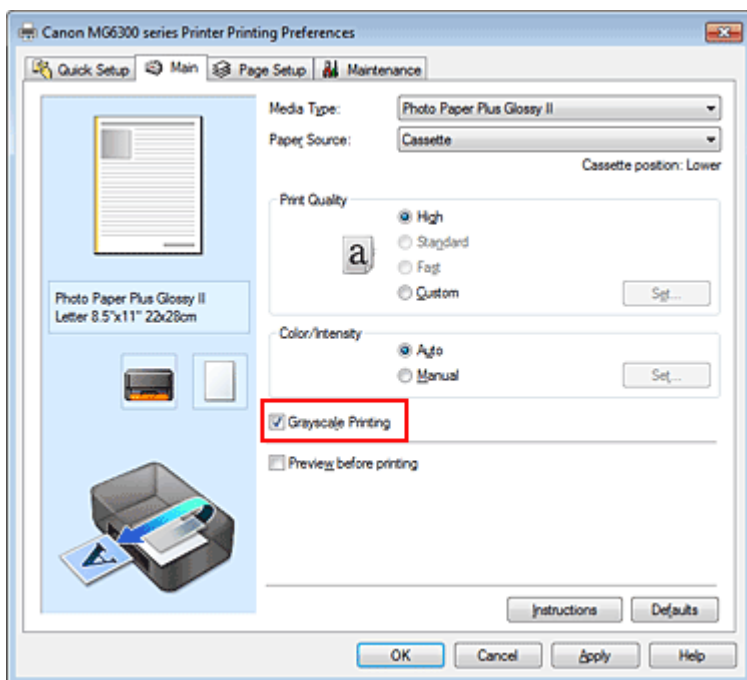 Canon MG6300 series Printer Printing Preferences
Quick Setup Main Page Setup Maintenance
Media Type: Photo Paper Plus Glossy II
Paper Source: Cassette
Cassette position: Lower
Print Quality
High
a Standard
Fast
Custom Set...
Photo Paper Plus Glossy II
Letter 8.5"x11" 22x28cm
Color/Intensity
Auto
Manual Set...
Grayscale Printing
Preview before printing
A
Instructions Defaults
OK Cancel Apply Help